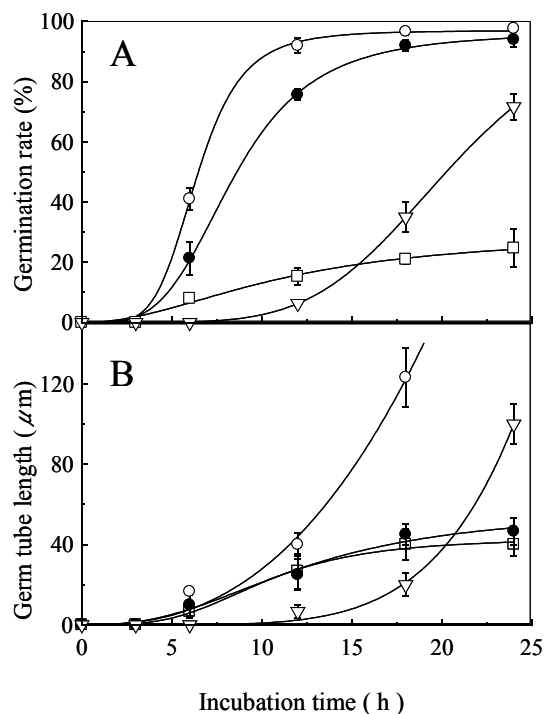 A
Germination rate (%)
100
80
60
40
20
0
B
Germ tube length ( μm)
120
80
40
0
0 5 10 15 20 25
Incubation time ( h )